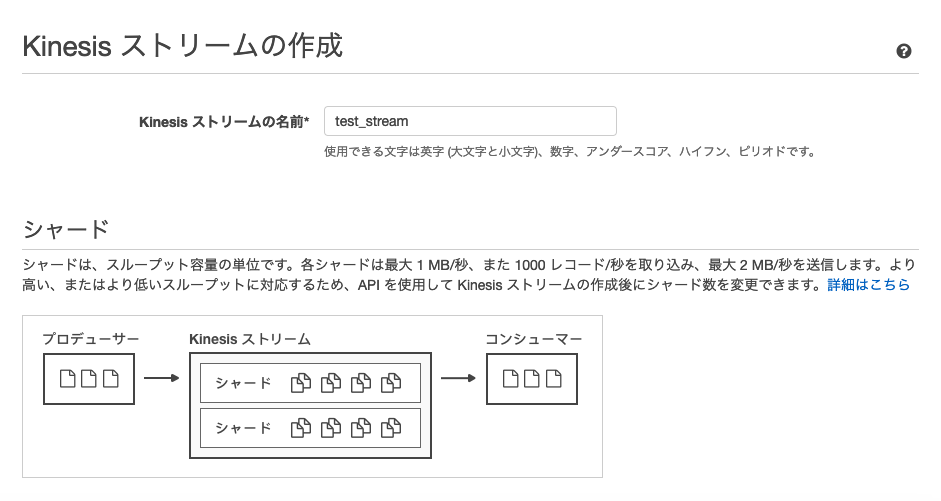 Kinesis ストリームの作成
Kinesis ストリームの名前* test_stream
使用できる文字は英字 (大文字と小文字)、数字、アンダースコア、ハイフン、ピリオドです。
シャード
シャードは、スループット容量の単位です。各シャードは最大 1 MB/秒、また 1000 レコード/秒を取り込み、最大 2 MB/秒を送信します。より
高い、またはより低いスループットに対応するため、API を使用して Kinesis ストリームの作成後にシャード数を変更できます。詳細はこちら
プロデューサー Kinesis ストリーム コンシューマー
シャード
シャード